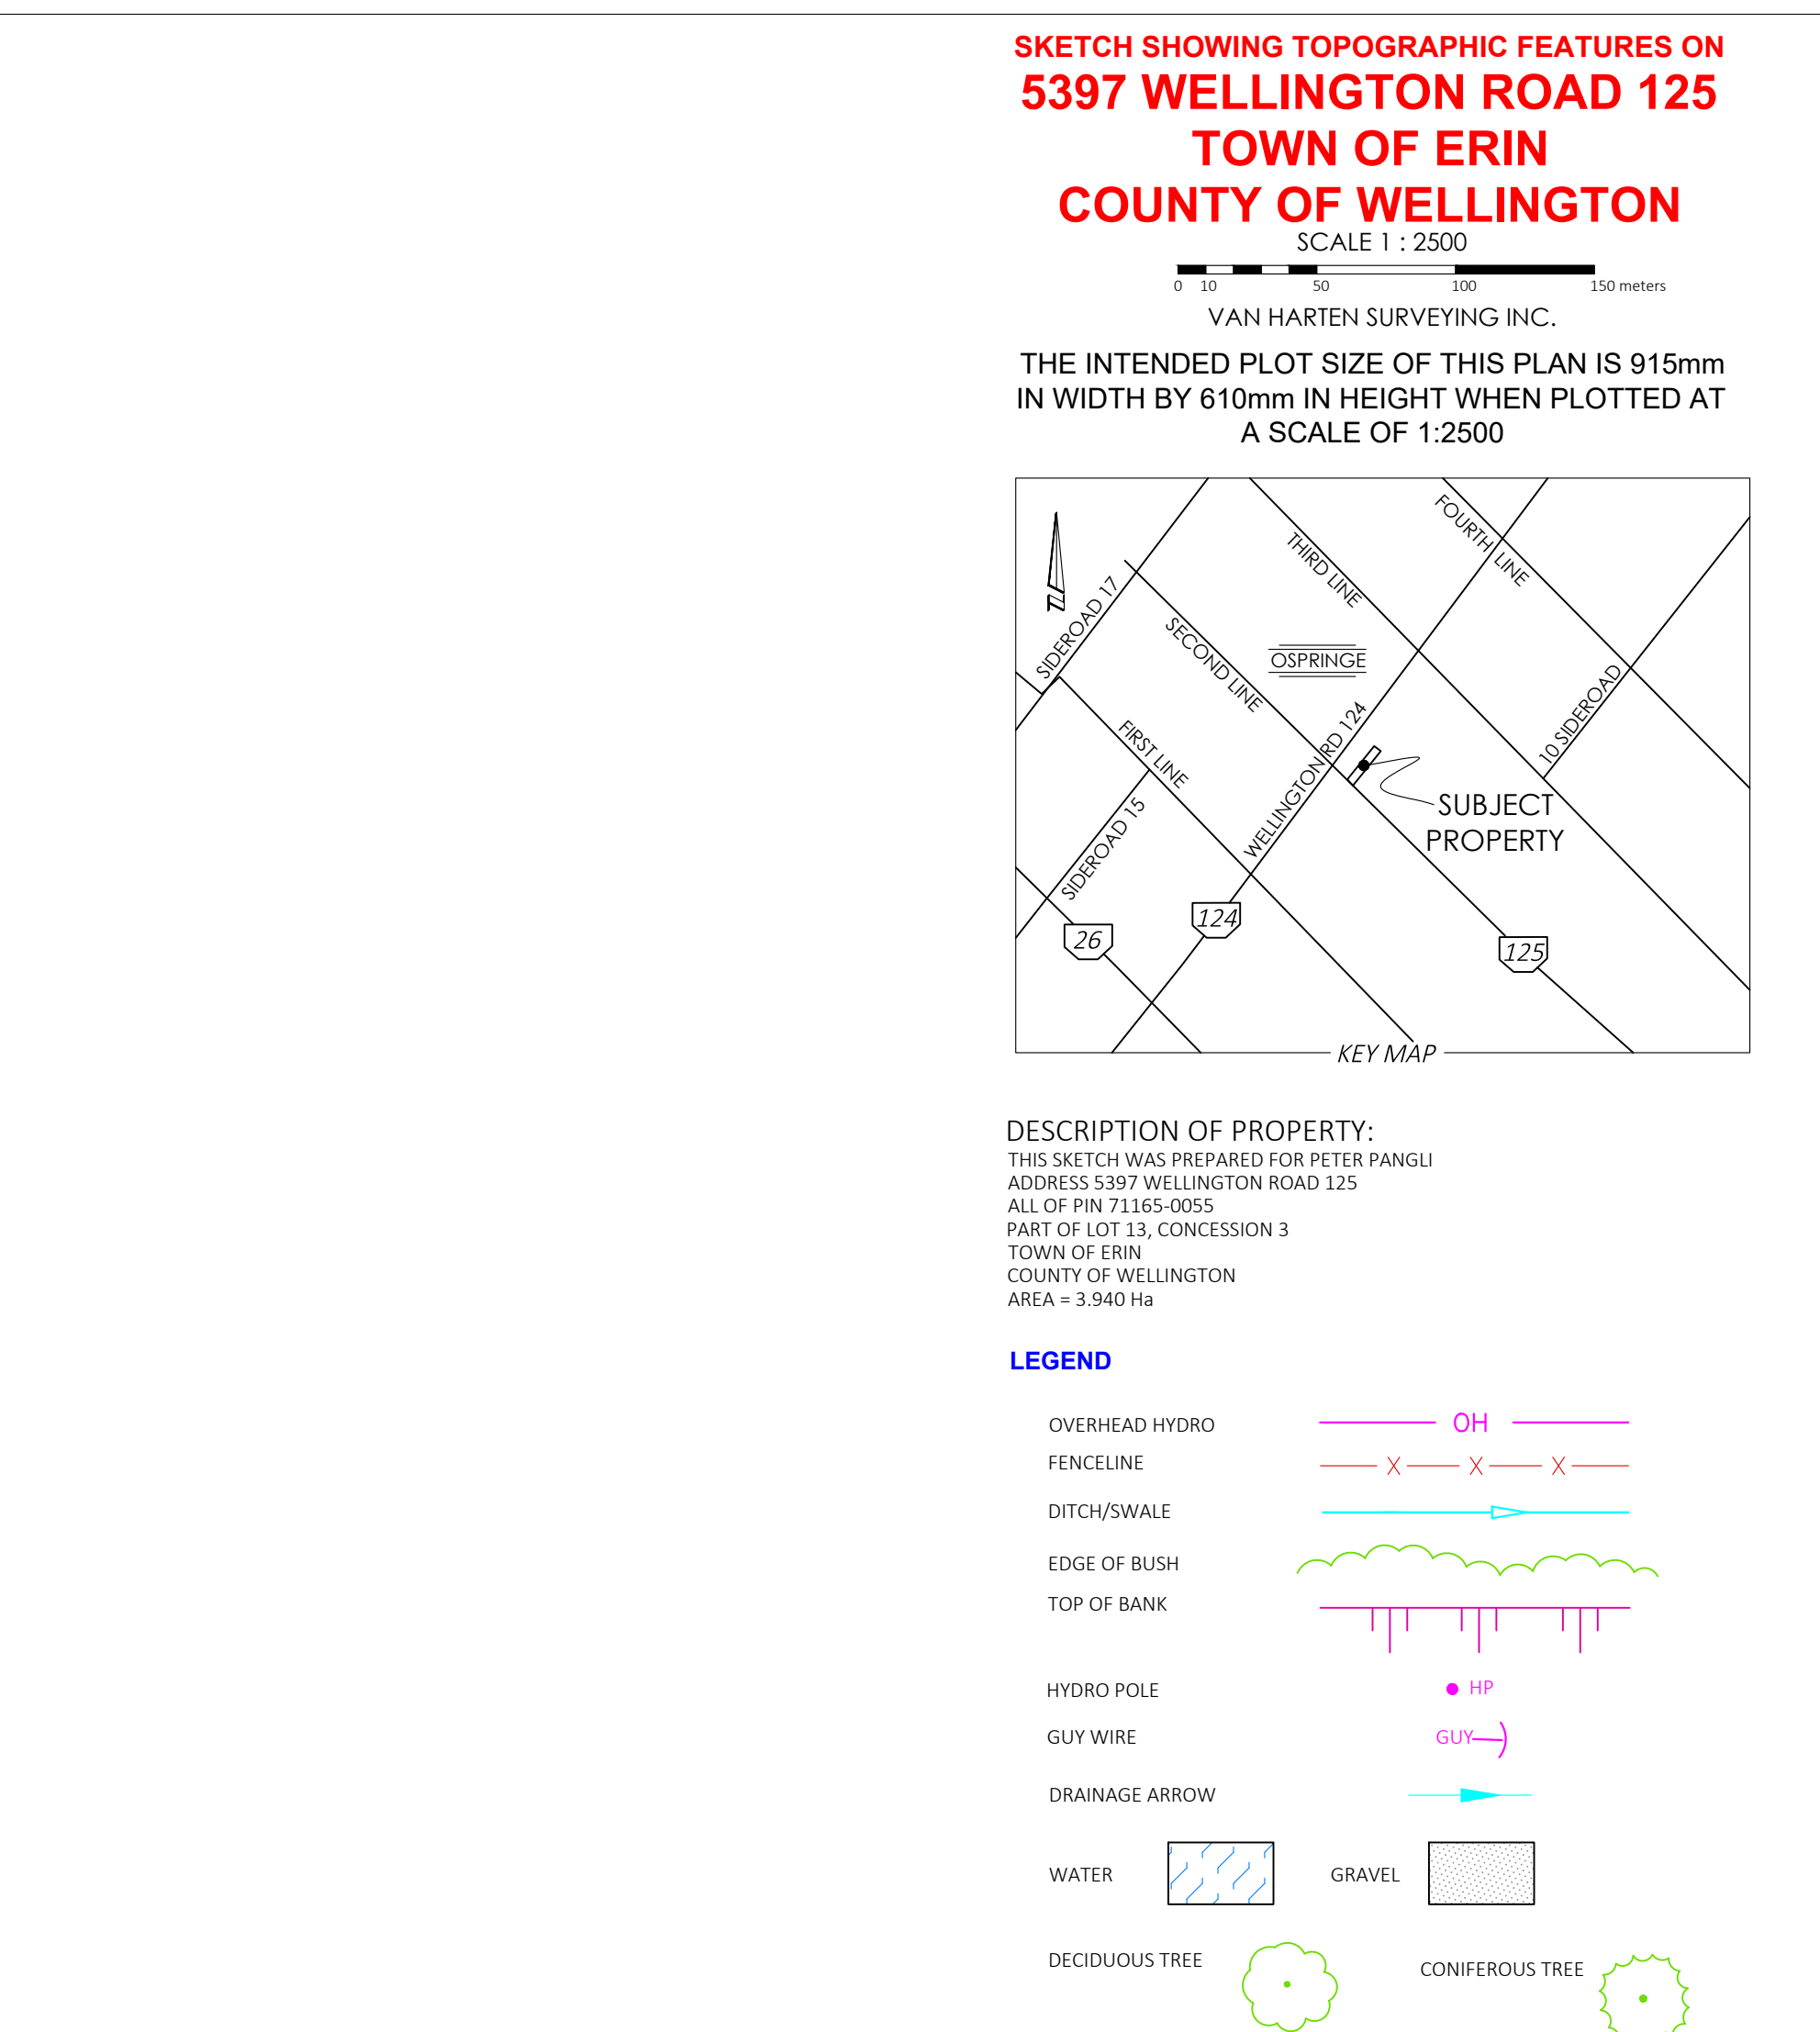 SKETCH SHOWING TOPOGRAPHIC FEATURES ON
5397 WELLINGTON ROAD 125
TOWN OF ERIN
COUNTY OF WELLINGTON
SCALE 1 : 2500
0 10 50 100 150 meters
VAN HARTEN SURVEYING INC.
THE INTENDED PLOT SIZE OF THIS PLAN IS 915mm
IN WIDTH BY 610mm IN HEIGHT WHEN PLOTTED AT
A SCALE OF 1:2500
FOURTH LINE
THIRD LINE
SIDEROAD 17
SECOND LINE
OSPRINGE
10 SIDEROAD
FIRST LINE
WELLINGTON RD 124
SIDEROAD 15
SUBJECT
PROPERTY
124
26
125
KEY MAP
DESCRIPTION OF PROPERTY:
THIS SKETCH WAS PREPARED FOR PETER PANGLI
ADDRESS 5397 WELLINGTON ROAD 125
ALL OF PIN 71165-0055
PART OF LOT 13, CONCESSION 3
TOWN OF ERIN
COUNTY OF WELLINGTON
AREA = 3.940 Ha
LEGEND
OVERHEAD HYDRO OH
FENCELINE X X X
DITCH/SWALE
EDGE OF BUSH
TOP OF BANK
HYDRO POLE HP
GUY WIRE GUY
DRAINAGE ARROW
WATER GRAVEL
DECIDUOUS TREE CONIFEROUS TREE